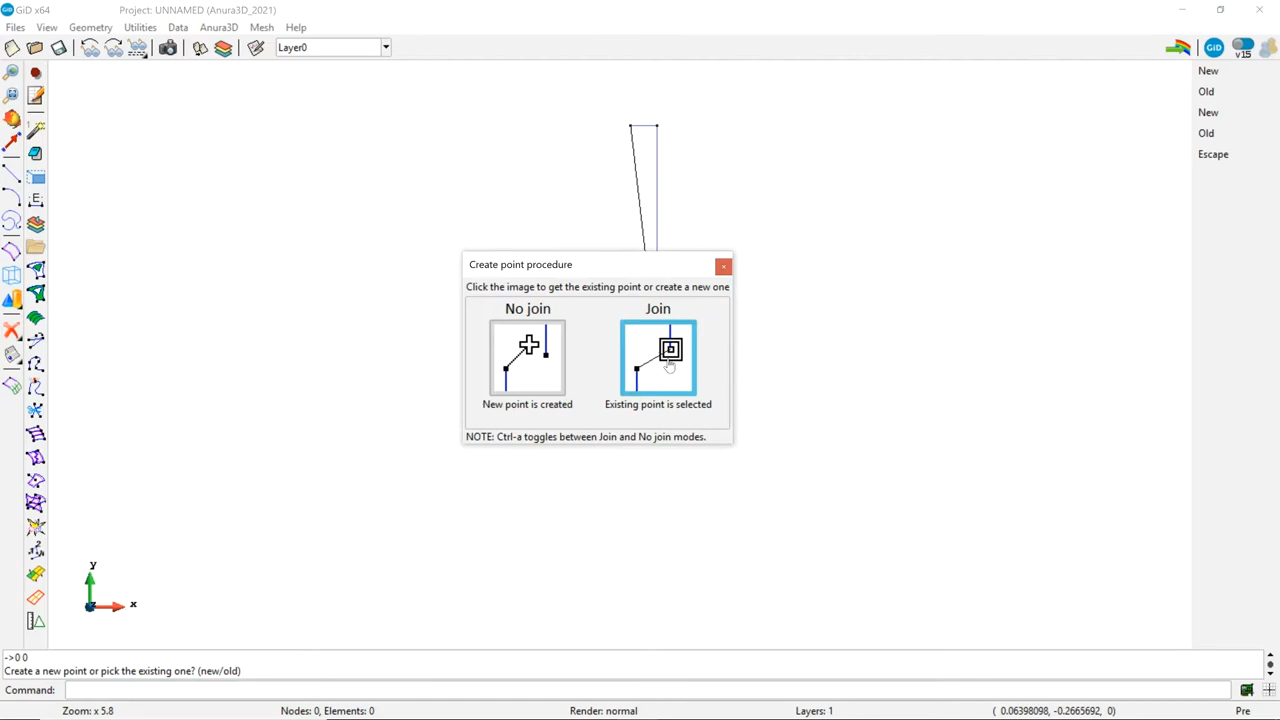 GiD x64 Project: UNNAMED (Anura3D_2021)
Files View Geometry Utilities Data Anura3D Mesh Help
Layer0
GiD
v15
New
Old
New
Old
Escape
E
Create point procedure
Click the image to get the existing point or create a new one
No join Join
New point is created Existing point is selected
NOTE: Ctrl-a toggles between Join and No join modes.
y
x
->0 0
Create a new point or pick the existing one? (new/old)
Command:
Zoom: x 5.8 Nodes: 0, Elements: 0 Render: normal Layers: 1 ( 0.06398098, -0.2665692, 0) Pre